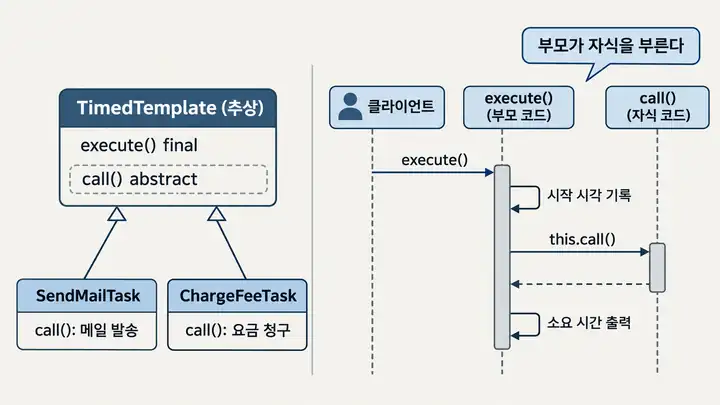 TimedTemplate (추상)
execute() final
call() abstract
SendMailTask
call(): 메일 발송
ChargeFeeTask
call(): 요금 청구
부모가 자식을 부른다
클라이언트
execute()
(부모 코드)
call()
(자식 코드)
execute()
시작 시각 기록
this.call()
소요 시간 출력